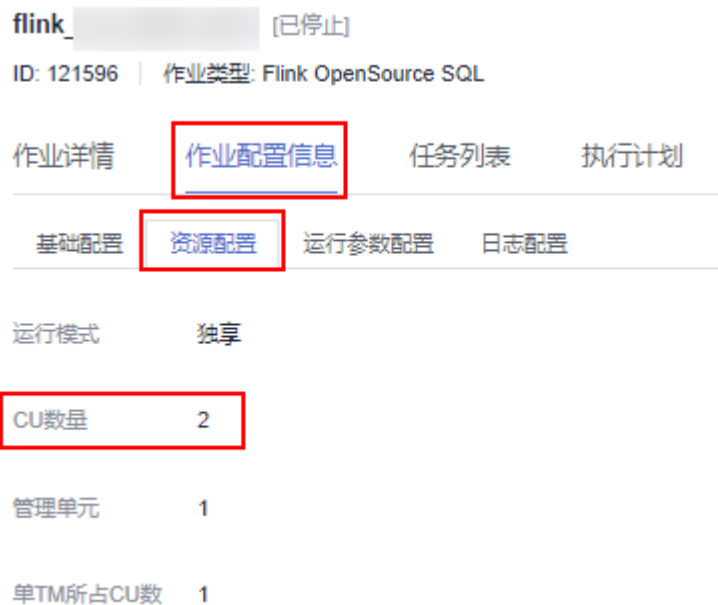 flink_ [已停止]
ID: 121596 作业类型: Flink OpenSource SQL
作业详情 作业配置信息 任务列表 执行计划
基础配置 资源配置 运行参数配置 日志配置
运行模式 独享
CU数量 2
管理单元 1
单TM所占CU数 1